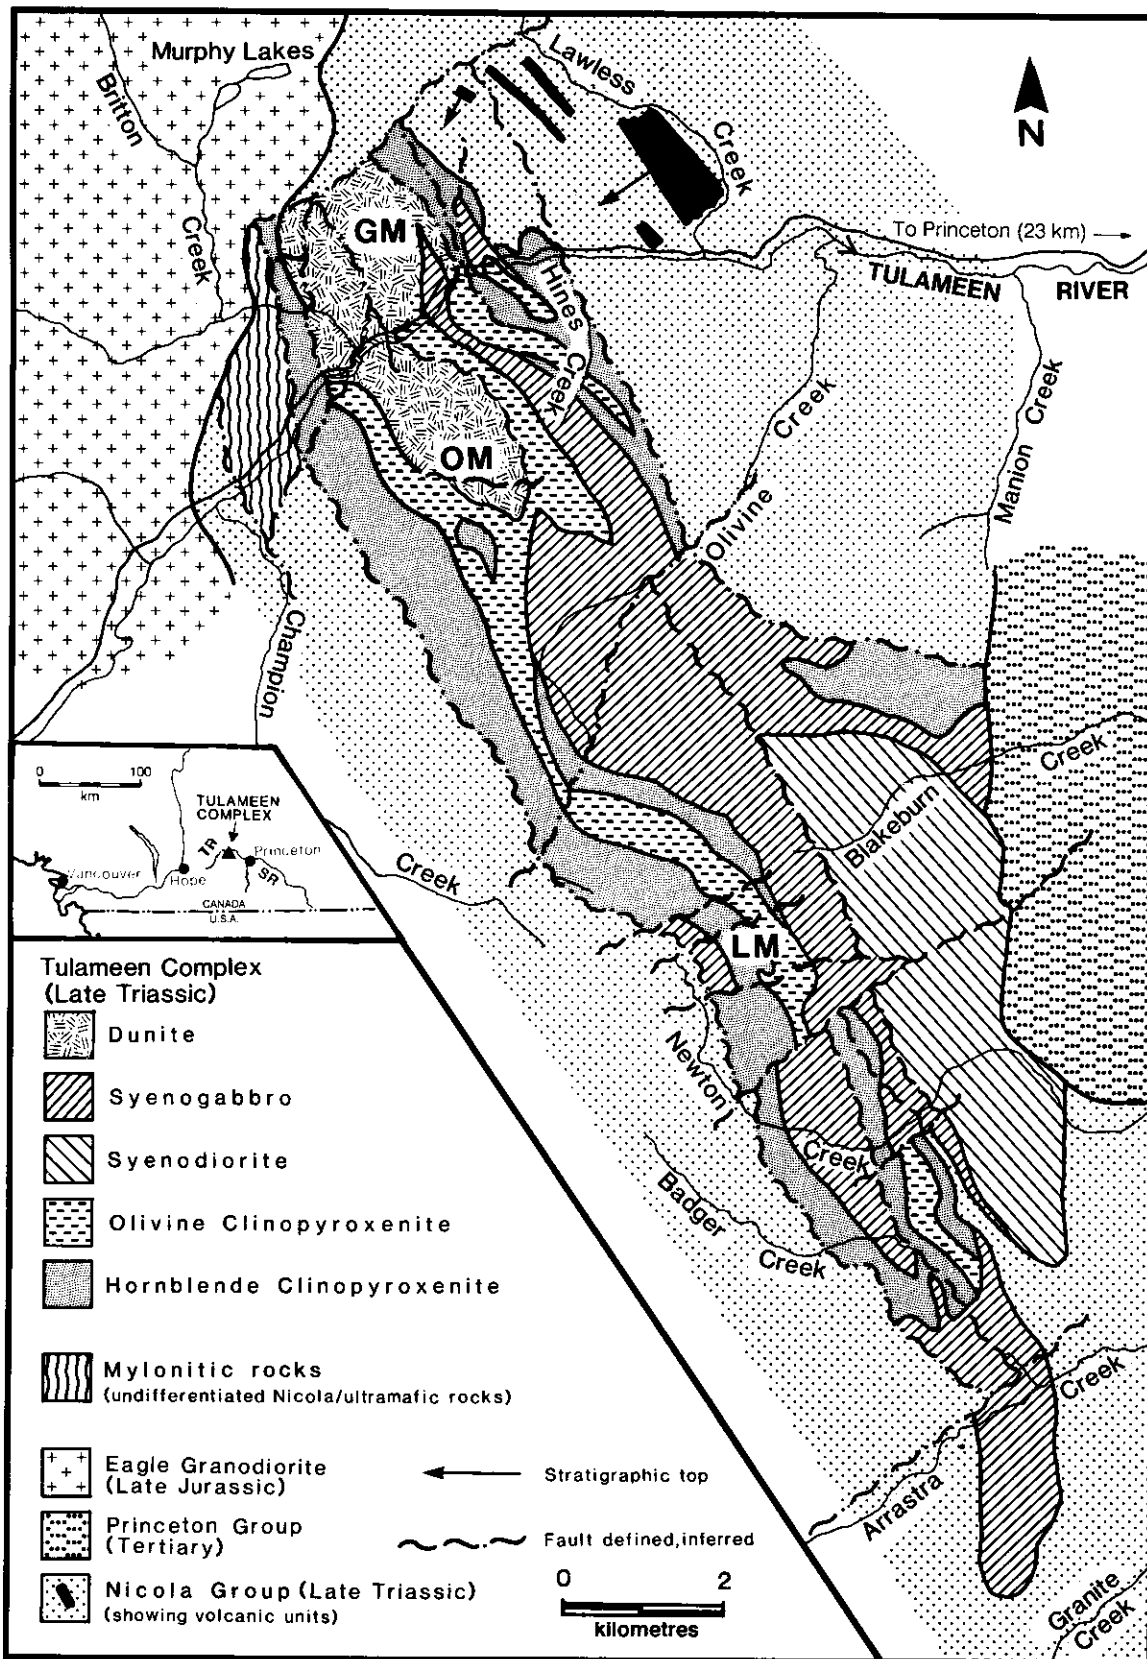 Murphy Lakes
Britton
Creek
Lawless
Creek
N
GM
To Princeton (23 km)
TULAMEEN
RIVER
Hines
Creek
OM
Olivine
Creek
Manion Creek
Champion
Creek
Blakeburn
Creek
LM
Newton
Creek
Badger
Creek
Arrastra
Creek
Granite
Creek
0 100
km
TULAMEEN
COMPLEX
TR
Vancouver
Hope
Princeton
SR
CANADA
U.S.A.
Tulameen Complex
(Late Triassic)
Dunite
Syenogabbro
Syenodiorite
Olivine Clinopyroxenite
Hornblende Clinopyroxenite
Mylonitic rocks
(undifferentiated Nicola/ultramafic rocks)
Eagle Granodiorite
(Late Jurassic)
Stratigraphic top
Princeton Group
(Tertiary)
Fault defined,inferred
Nicola Group (Late Triassic)
(showing volcanic units)
0 2
kilometres